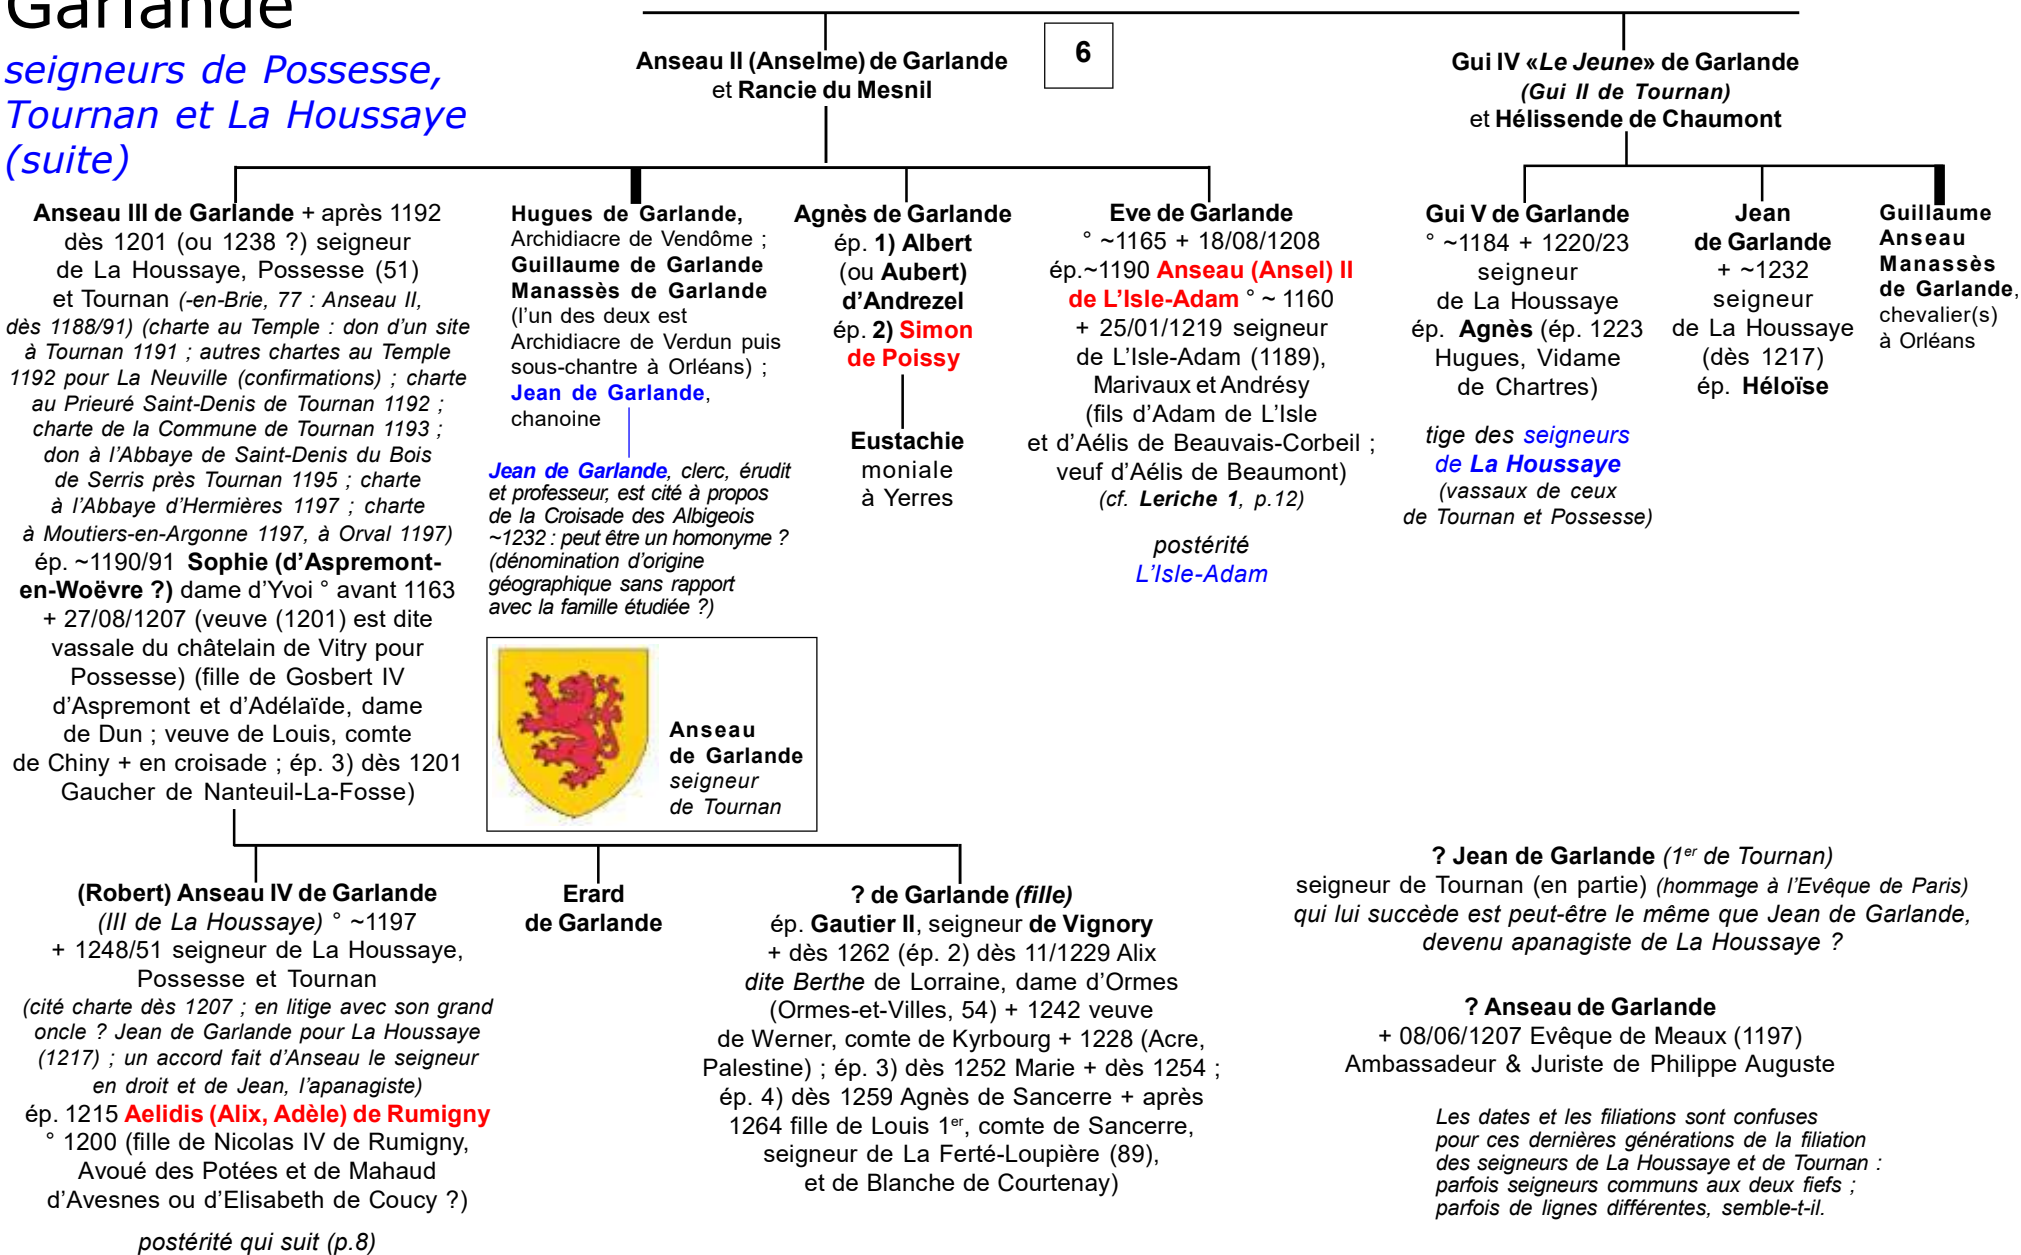 Garlande
seigneurs de Possesse,
Tournan et La Houssaye
(suite)
6
Anseau II (Anselme) de Garlande
et Rancie du Mesnil
Gui IV «Le Jeune» de Garlande
(Gui II de Tournan)
et Hélissende de Chaumont
Anseau III de Garlande + après 1192
dès 1201 (ou 1238 ?) seigneur
de La Houssaye, Possesse (51)
et Tournan (-en-Brie, 77 : Anseau II,
dès 1188/91) (charte au Temple : don d'un site
à Tournan 1191 ; autres chartes au Temple
1192 pour La Neuville (confirmations) ; charte
au Prieuré Saint-Denis de Tournan 1192 ;
charte de la Commune de Tournan 1193 ;
don à l'Abbaye de Saint-Denis du Bois
de Serris près Tournan 1195 ; charte
à l'Abbaye d'Hermières 1197 ; charte
à Moutiers-en-Argonne 1197, à Orval 1197)
ép. ~1190/91 Sophie (d'Aspremont-
en-Woëvre ?) dame d'Yvoi ° avant 1163
+ 27/08/1207 (veuve (1201) est dite
vassale du châtelain de Vitry pour
Possesse) (fille de Gosbert IV
d'Aspremont et d'Adélaïde, dame
de Dun ; veuve de Louis, comte
de Chiny + en croisade ; ép. 3) dès 1201
Gaucher de Nanteuil-La-Fosse)
Hugues de Garlande,
Archidiacre de Vendôme ;
Guillaume de Garlande
Manassès de Garlande
(l'un des deux est
Archidiacre de Verdun puis
sous-chantre à Orléans) ;
Jean de Garlande,
chanoine
Jean de Garlande, clerc, érudit
et professeur, est cité à propos
de la Croisade des Albigeois
~1232 : peut être un homonyme ?
(dénomination d'origine
géographique sans rapport
avec la famille étudiée ?)
Agnès de Garlande
ép. 1) Albert
(ou Aubert)
d'Andrezel
ép. 2) Simon
de Poissy
Eustachie
moniale
à Yerres
Eve de Garlande
° ~1165 + 18/08/1208
ép.~1190 Anseau (Ansel) II
de L'Isle-Adam ° ~ 1160
+ 25/01/1219 seigneur
de L'Isle-Adam (1189),
Marivaux et Andrésy
(fils d'Adam de L'Isle
et d'Aélis de Beauvais-Corbeil ;
veuf d'Aélis de Beaumont)
(cf. Leriche 1, p.12)
postérité
L'Isle-Adam
Gui V de Garlande
° ~1184 + 1220/23
seigneur
de La Houssaye
ép. Agnès (ép. 1223
Hugues, Vidame
de Chartres)
tige des seigneurs
de La Houssaye
(vassaux de ceux
de Tournan et Possesse)
Jean
de Garlande
+ ~1232
seigneur
de La Houssaye
(dès 1217)
ép. Héloïse
Guillaume
Anseau
Manassès
de Garlande,
chevalier(s)
à Orléans
Anseau
de Garlande
seigneur
de Tournan
(Robert) Anseau IV de Garlande
(III de La Houssaye) ° ~1197
+ 1248/51 seigneur de La Houssaye,
Possesse et Tournan
(cité charte dès 1207 ; en litige avec son grand
oncle ? Jean de Garlande pour La Houssaye
(1217) ; un accord fait d'Anseau le seigneur
en droit et de Jean, l'apanagiste)
ép. 1215 Aelidis (Alix, Adèle) de Rumigny
° 1200 (fille de Nicolas IV de Rumigny,
Avoué des Potées et de Mahaud
d'Avesnes ou d'Elisabeth de Coucy ?)
postérité qui suit (p.8)
Erard
de Garlande
? de Garlande (fille)
ép. Gautier II, seigneur de Vignory
+ dès 1262 (ép. 2) dès 11/1229 Alix
dite Berthe de Lorraine, dame d'Ormes
(Ormes-et-Villes, 54) + 1242 veuve
de Werner, comte de Kyrbourg + 1228 (Acre,
Palestine) ; ép. 3) dès 1252 Marie + dès 1254 ;
ép. 4) dès 1259 Agnès de Sancerre + après
1264 fille de Louis 1er, comte de Sancerre,
seigneur de La Ferté-Loupière (89),
et de Blanche de Courtenay)
? Jean de Garlande (1er de Tournan)
seigneur de Tournan (en partie) (hommage à l'Evêque de Paris)
qui lui succède est peut-être le même que Jean de Garlande,
devenu apanagiste de La Houssaye ?
? Anseau de Garlande
+ 08/06/1207 Evêque de Meaux (1197)
Ambassadeur & Juriste de Philippe Auguste
Les dates et les filiations sont confuses
pour ces dernières générations de la filiation
des seigneurs de La Houssaye et de Tournan :
parfois seigneurs communs aux deux fiefs ;
parfois de lignes différentes, semble-t-il.